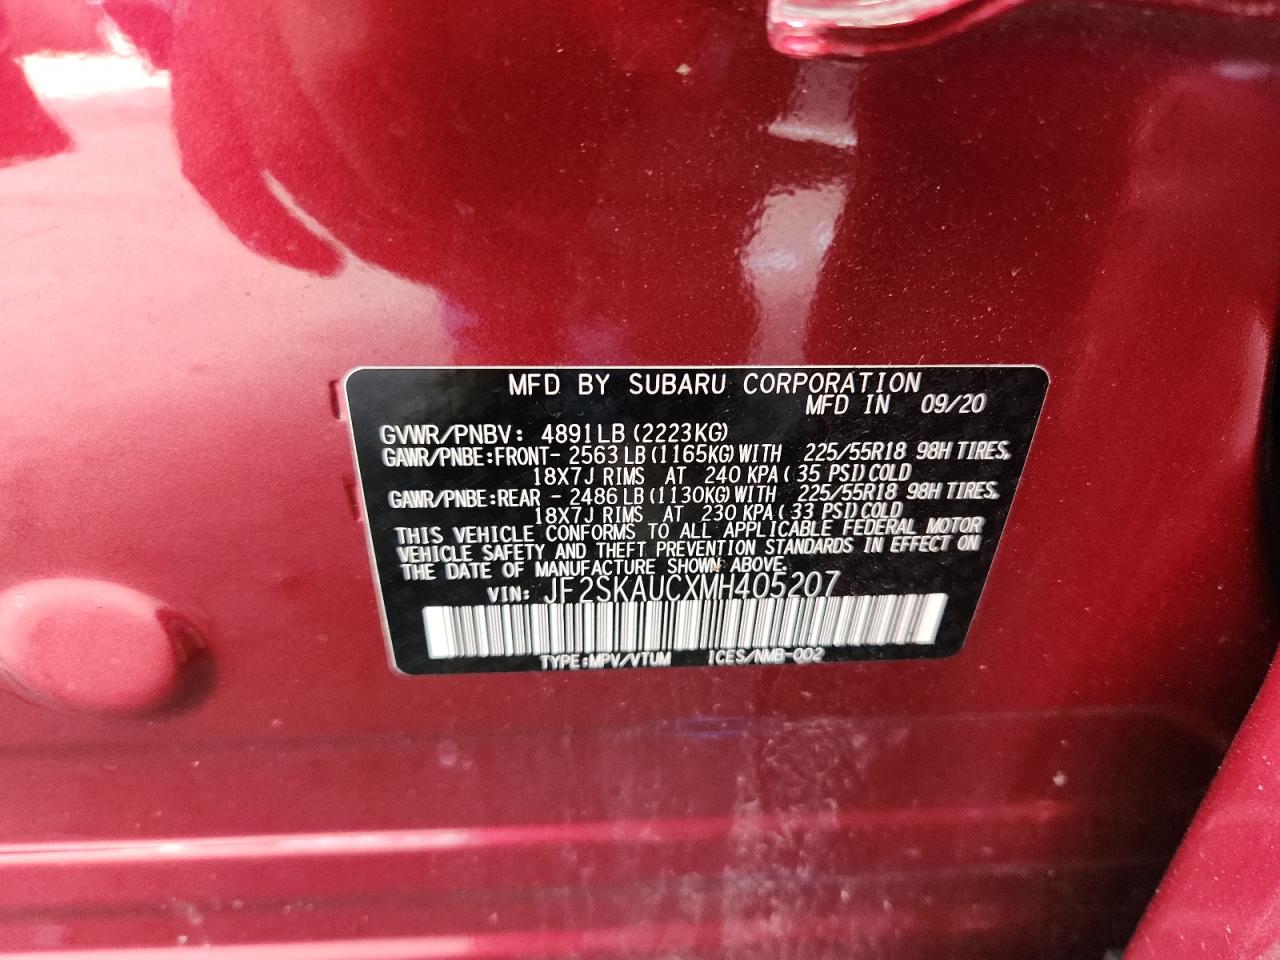 MFD BY SUBARU CORPORATION
MFD IN 09/20
GVWR/PNBV: 4891LB (2223KG)
GAWR/PNBE:FRONT- 2563 LB (1165KG) WITH 225/55R18 98H TIRES.
18X7J RIMS AT 240 KPA ( 35 PSI) COLD
GAWR/PNBE:REAR - 2486 LB (1130KG) WITH 225/55R18 98H TIRES.
18X7J RIMS AT 230 KPA ( 33 PSI) COLD
THIS VEHICLE CONFORMS TO ALL APPLICABLE FEDERAL MOTOR
VEHICLE SAFETY AND THEFT PREVENTION STANDARDS IN EFFECT ON
THE DATE OF MANUFACTURE SHOWN ABOVE.
VIN: JF2SKAUCXMH405207
TYPE:MPV/VTUM ICES/NMB-002